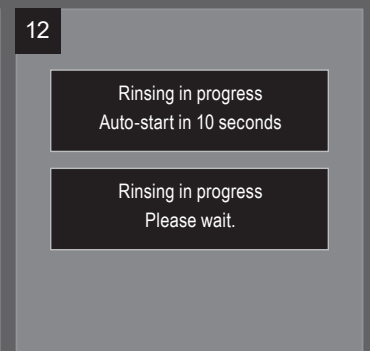 12
Rinsing in progress
Auto-start in 10 seconds
Rinsing in progress
Please wait.